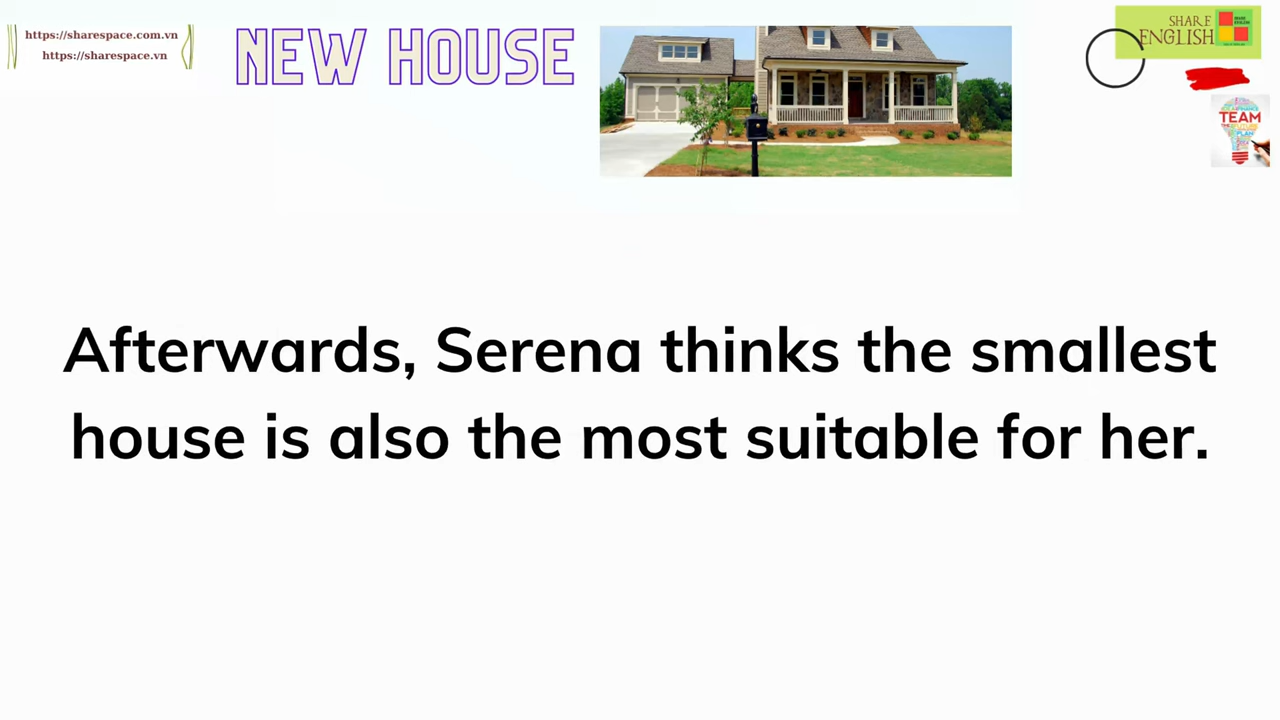 https://sharespace.com.vn
https://sharespace.vn
NEW HOUSE
SHARE
ENGLISH
TEAM
PLAN
Afterwards, Serena thinks the smallest
house is also the most suitable for her.